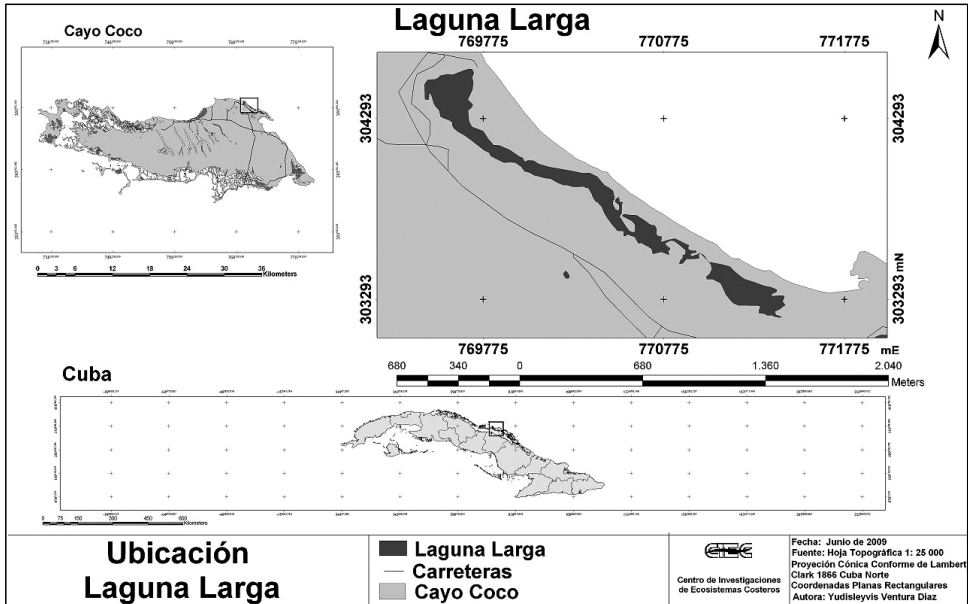 Laguna Larga
N
Cayo Coco
769775 770775 771775
304293 304293
303293 303293 mN
0 3 6 12 18 24 30 36
Kilometers
769775 770775 771775 mE
680 340 0 680 1.360 2.040
Meters
Cuba
0 75 150 300 450 600
Kilometers
Ubicación
Laguna Larga
Laguna Larga
Carreteras
Cayo Coco
CIEC
Centro de Investigaciones
de Ecosistemas Costeros
Fecha: Junio de 2009
Fuente: Hoja Topográfica 1: 25 000
Proyección Cónica Conforme de Lambert
Clark 1866 Cuba Norte
Coordenadas Planas Rectangulares
Autora: Yudisleyvis Ventura Díaz